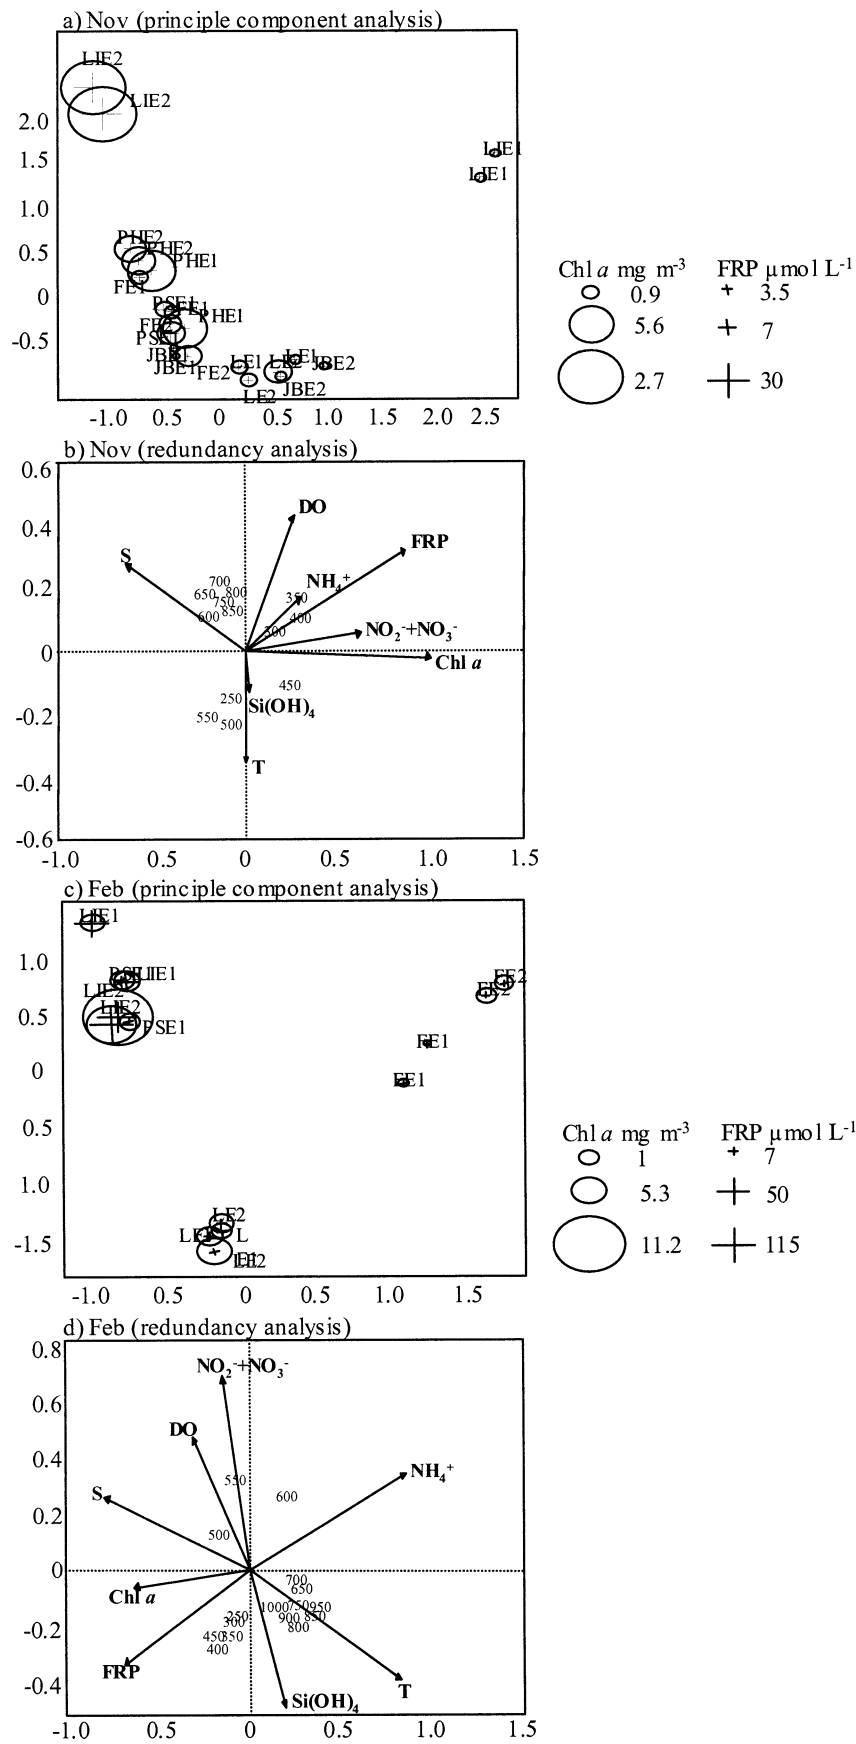 a) Nov (principle component analysis)
LIE2
LIE2
2.0
LIE1
1.5
LIE1
1.0
PHE2
PHE2
0.5
PHE1
Chl a mg m-3
FRP µmol L-1
FE1
0
0.9
3.5
PSE1
FE1
PHE1
FE2
5.6
7
PSE1
-0.5
JBE1
LE1
LE2
LE1
JBE2
JBE1
FE2
2.7
30
LE2
JBE2
-1.0
0.5
0
0.5
1.0
1.5
2.0
2.5
b) Nov (redundancy analysis)
0.6
DO
0.4
FRP
S
NH4+
700
0.2
650
800
350
750
850
600
400
300
NO2-+NO3-
0
Chl a
450
250
Si(OH)4
-0.2
550
500
T
-0.4
-0.6
-1.0
0.5
0
0.5
1.0
1.5
c) Feb (principle component analysis)
LIE1
1.0
LIE1
FE2
FE2
LIE2
LIE2
0.5
PSE1
FE1
0
FE1
0.5
Chl a mg m-3
FRP µmol L-1
1
7
1.0
5.3
50
LE2
L
-1.5
11.2
115
-1.0
0.5
0
0.5
1.0
1.5
d) Feb (redundancy analysis)
0.8
NO2-+NO3-
0.6
DO
0.4
NH4+
550
S
600
0.2
500
0
700
650
Chl a
1000
750
950
250
900
850
300
800
-0.2
450
350
400
FRP
-0.4
T
Si(OH)4
-1.0
0.5
0
0.5
1.0
1.5